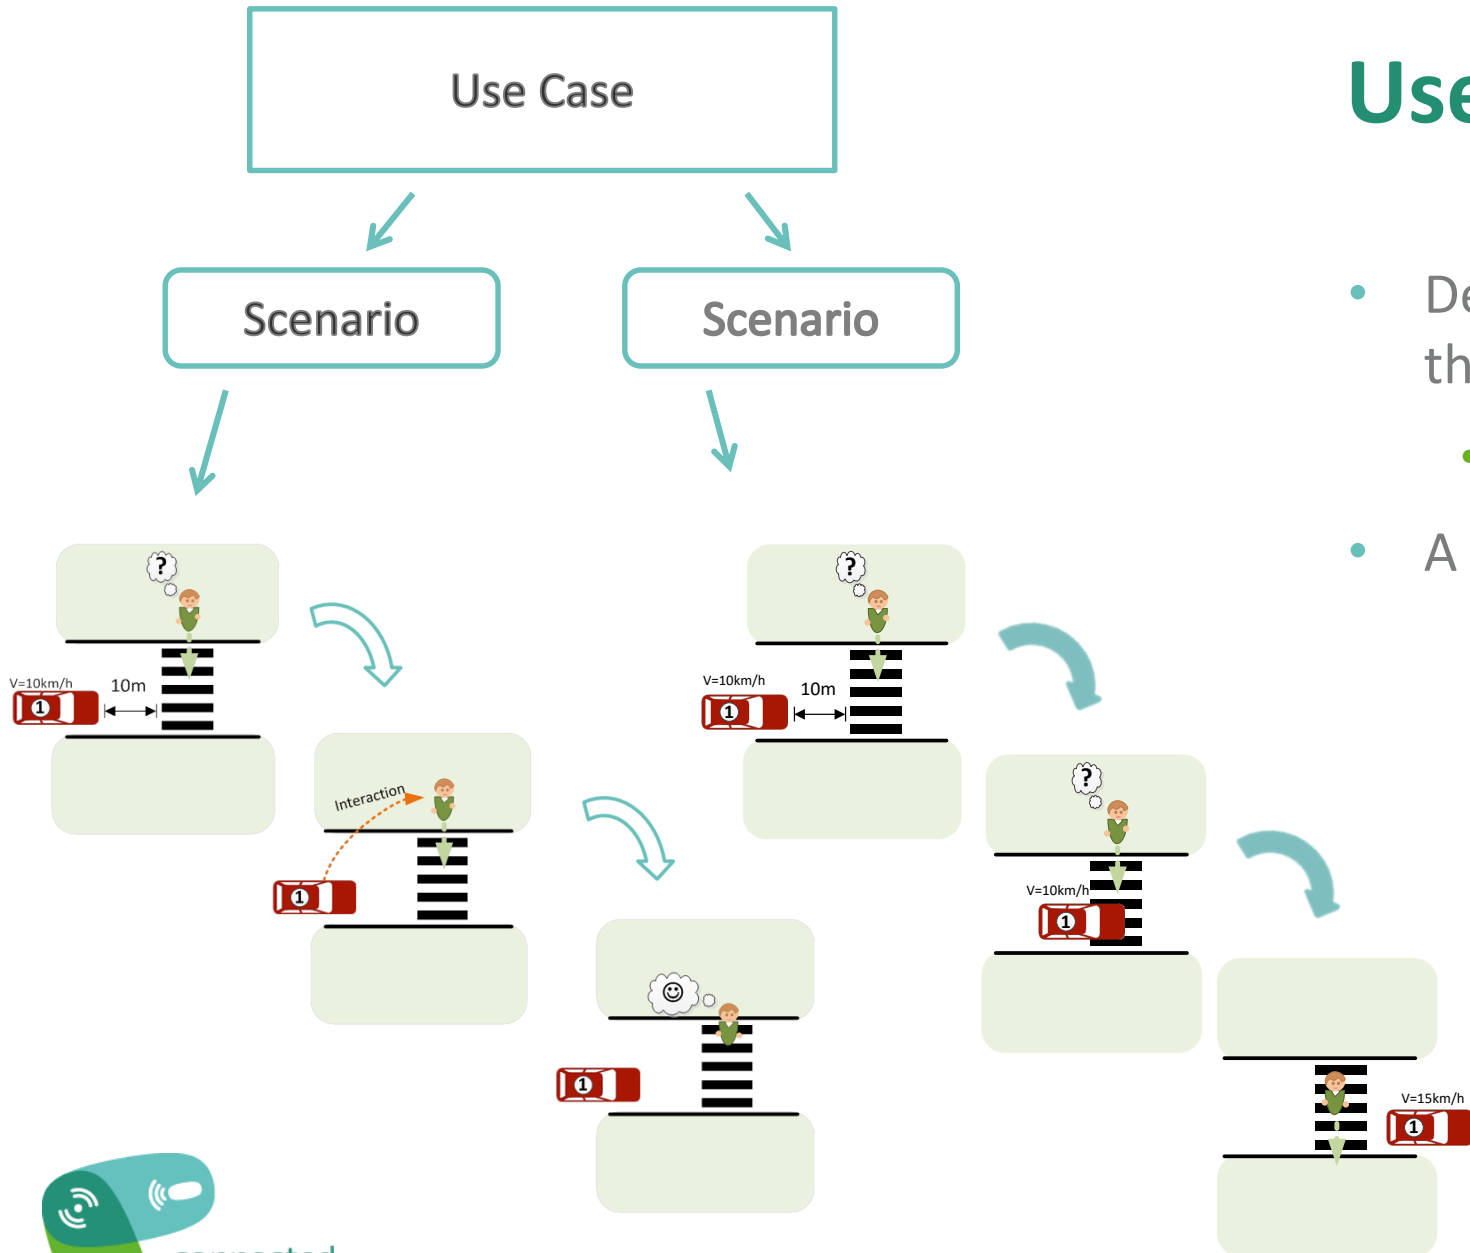 Use Case
Scenario
Scenario
?
V=10km/h
10m
1
Interaction
1
1
?
V=10km/h
10m
1
?
V=10km/h
1
V=15km/h
1
A